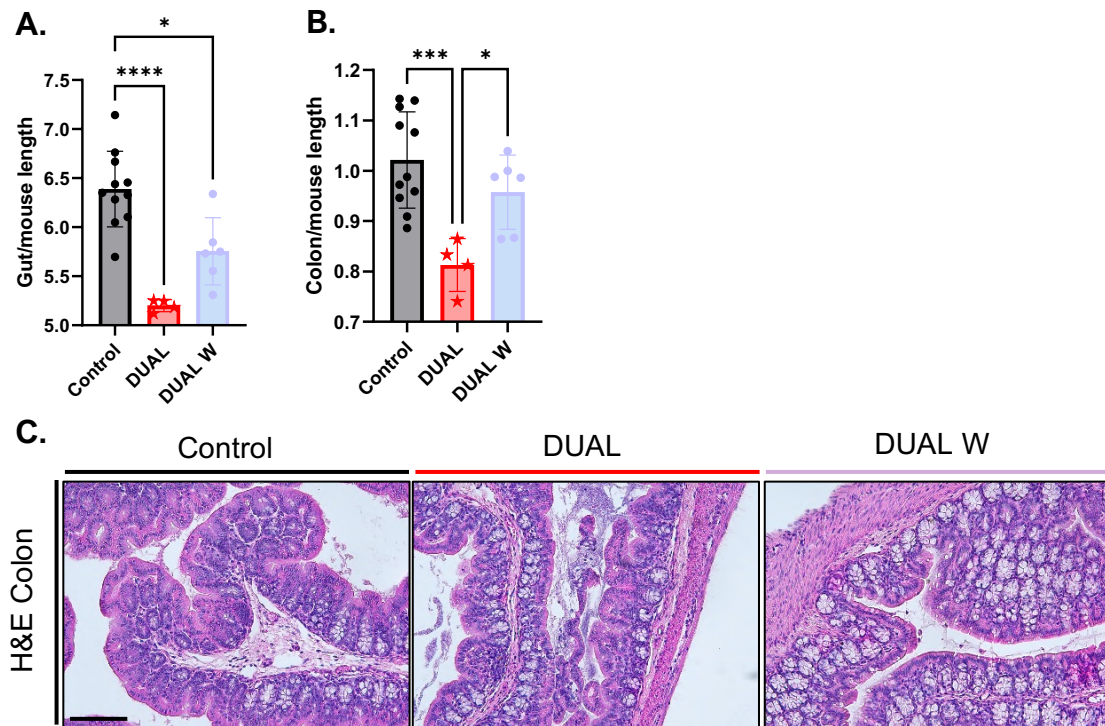 A.
*
****
Gut/mouse length
7.5
7.0
6.5
6.0
5.5
5.0
Control
DUAL
DUAL W
B.
***
*
Colon/mouse length
1.2
1.1
1.0
0.9
0.8
0.7
Control
DUAL
DUAL W
C.
Control
DUAL
DUAL W
H&E Colon